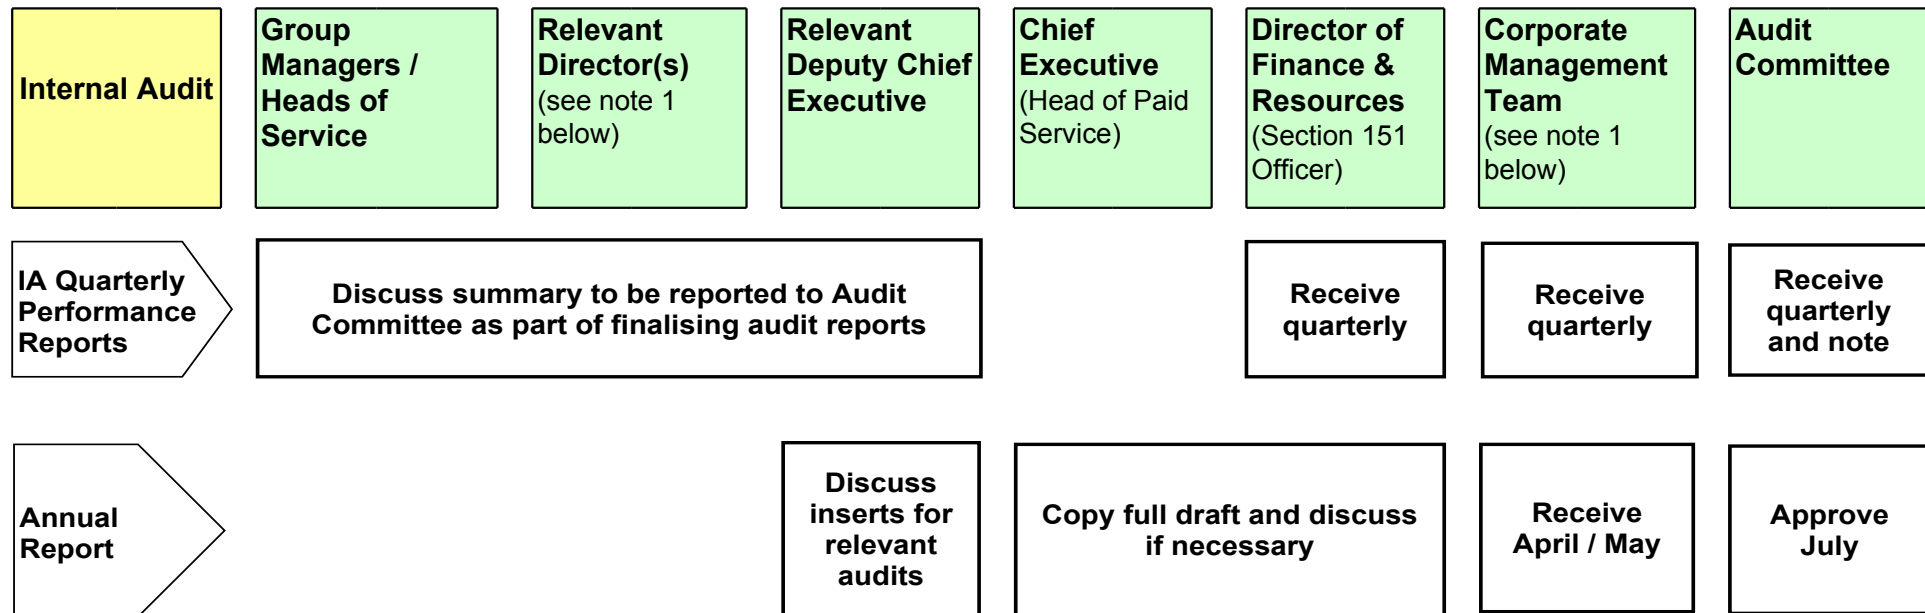 Internal Audit
Group
Managers /
Heads of
Service
Relevant
Director(s)
(see note 1
below)
Relevant
Deputy Chief
Executive
Chief
Executive
(Head of Paid
Service)
Director of
Finance &
Resources
(Section 151
Officer)
Corporate
Management
Team
(see note 1
below)
Audit
Committee
IA Quarterly
Performance
Reports
Discuss summary to be reported to Audit
Committee as part of finalising audit reports
Receive
quarterly
Receive
quarterly
Receive
quarterly
and note
Annual
Report
Discuss
inserts for
relevant
audits
Copy full draft and discuss
if necessary
Receive
April / May
Approve
July